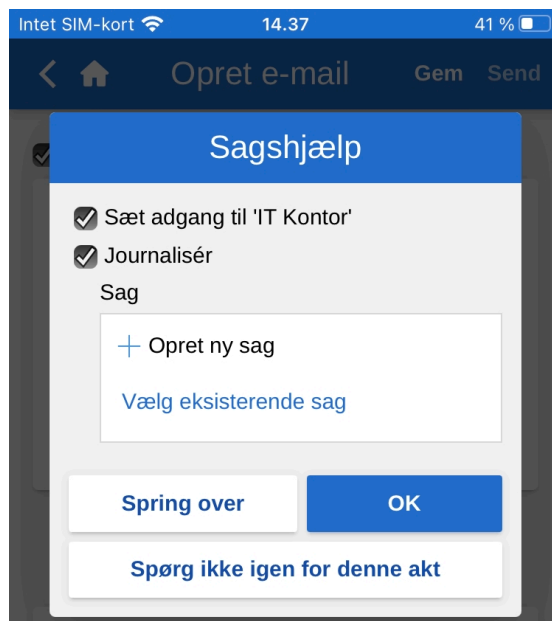 Intet SIM-kort 14.37 41 %
Opret e-mail Gem Send
Sagshjælp
Sæt adgang til 'IT Kontor'
Journalisér
Sag
Opret ny sag
Vælg eksisterende sag
Spring over OK
Spørg ikke igen for denne akt